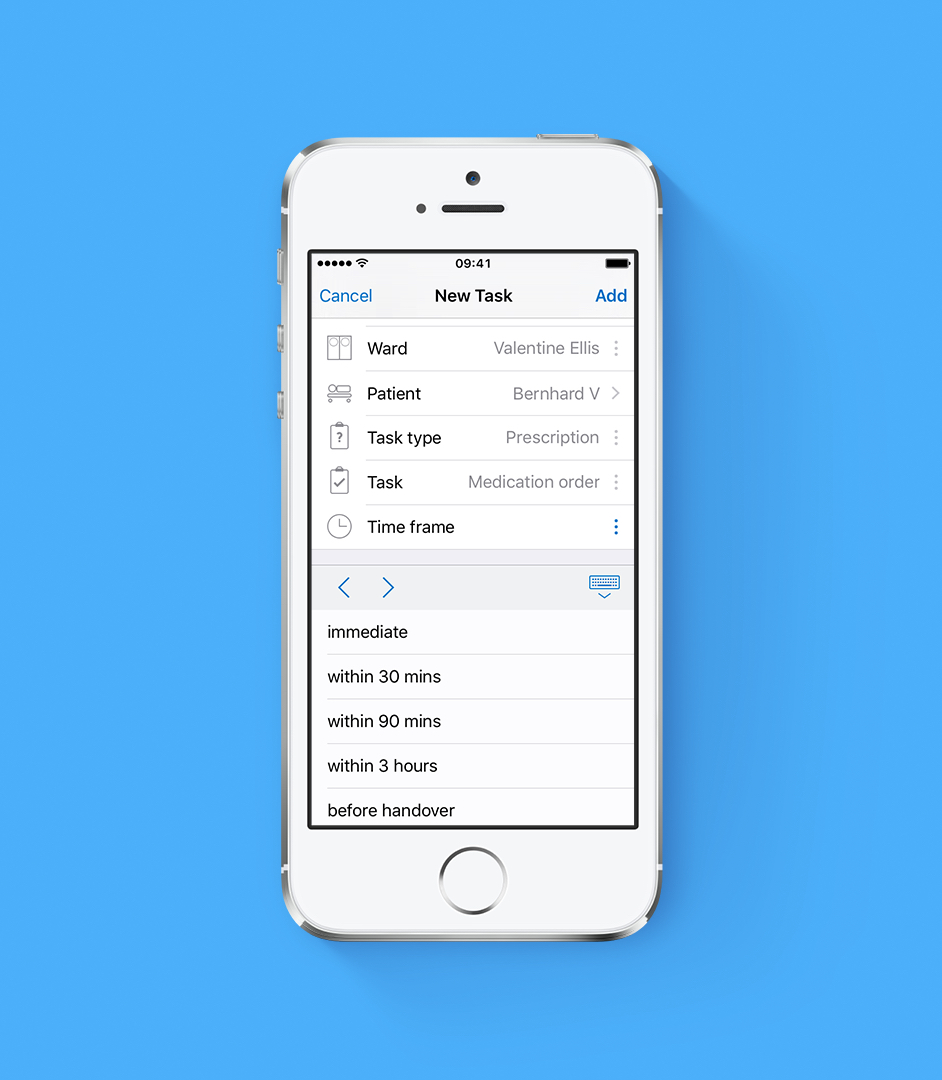 09:41
Cancel New Task Add
Ward Valentine Ellis
Patient Bernhard V
Task type Prescription
Task Medication order
Time frame
immediate
within 30 mins
within 90 mins
within 3 hours
before handover